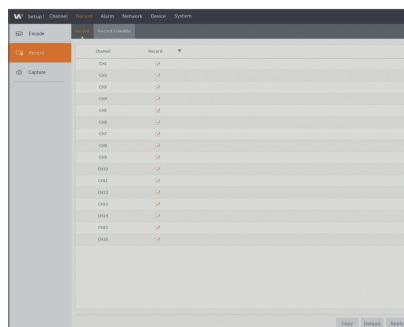 Setup| Channel Record Alarm Network Device System
Encode
Record Record Schedule
Record
Capture
Channel Record
CH1
CH2
CH3
CH4
CH5
CH6
CH7
CH8
CH9
CH10
CH11
CH12
CH13
CH14
CH15
CH16
Copy Default Apply